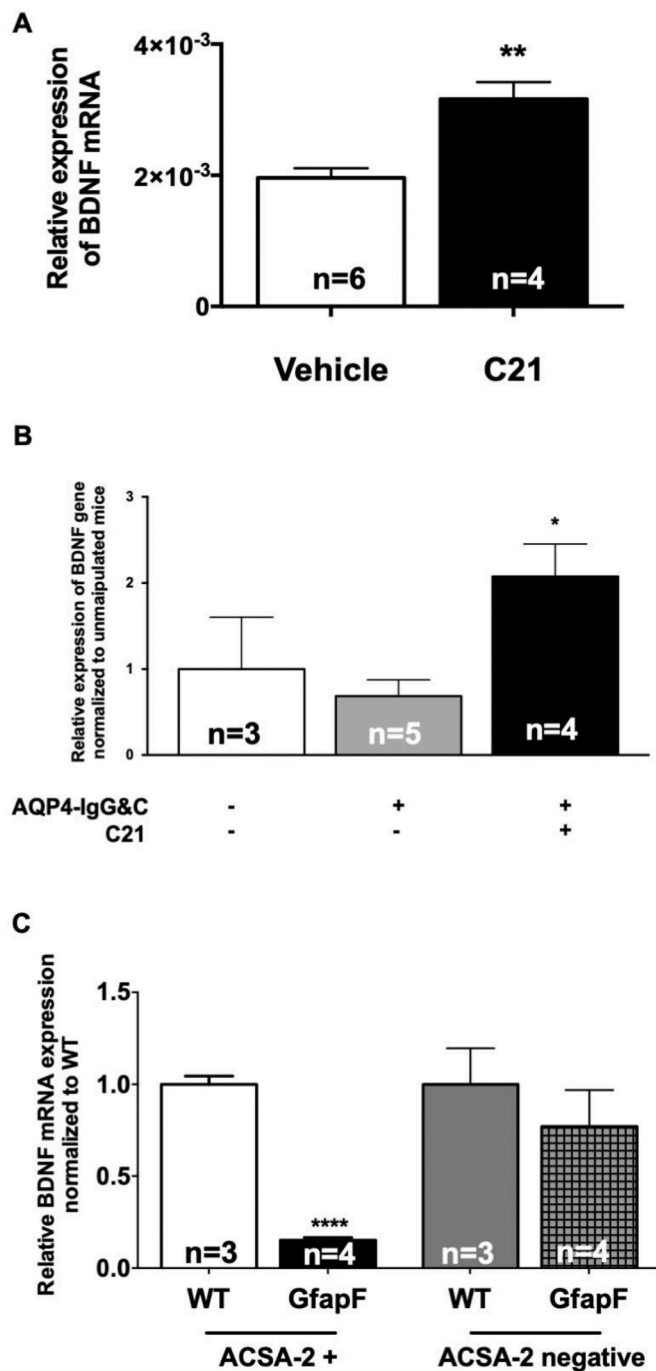 A
Relative expression
of BDNF mRNA
4×10⁻³
2×10⁻³
0
**
n=6
n=4
Vehicle
C21
B
Relative expression of BDNF gene
normalized to unmaipulated mice
3
2
1
0
*
n=3
n=5
n=4
AQP4-IgG&C - + +
C21 - - +
C
Relative BDNF mRNA expression
normalized to WT
1.5
1.0
0.5
0.0
****
n=3
n=4
n=3
n=4
WT GfapF WT GfapF
ACSA-2 + ACSA-2 negative